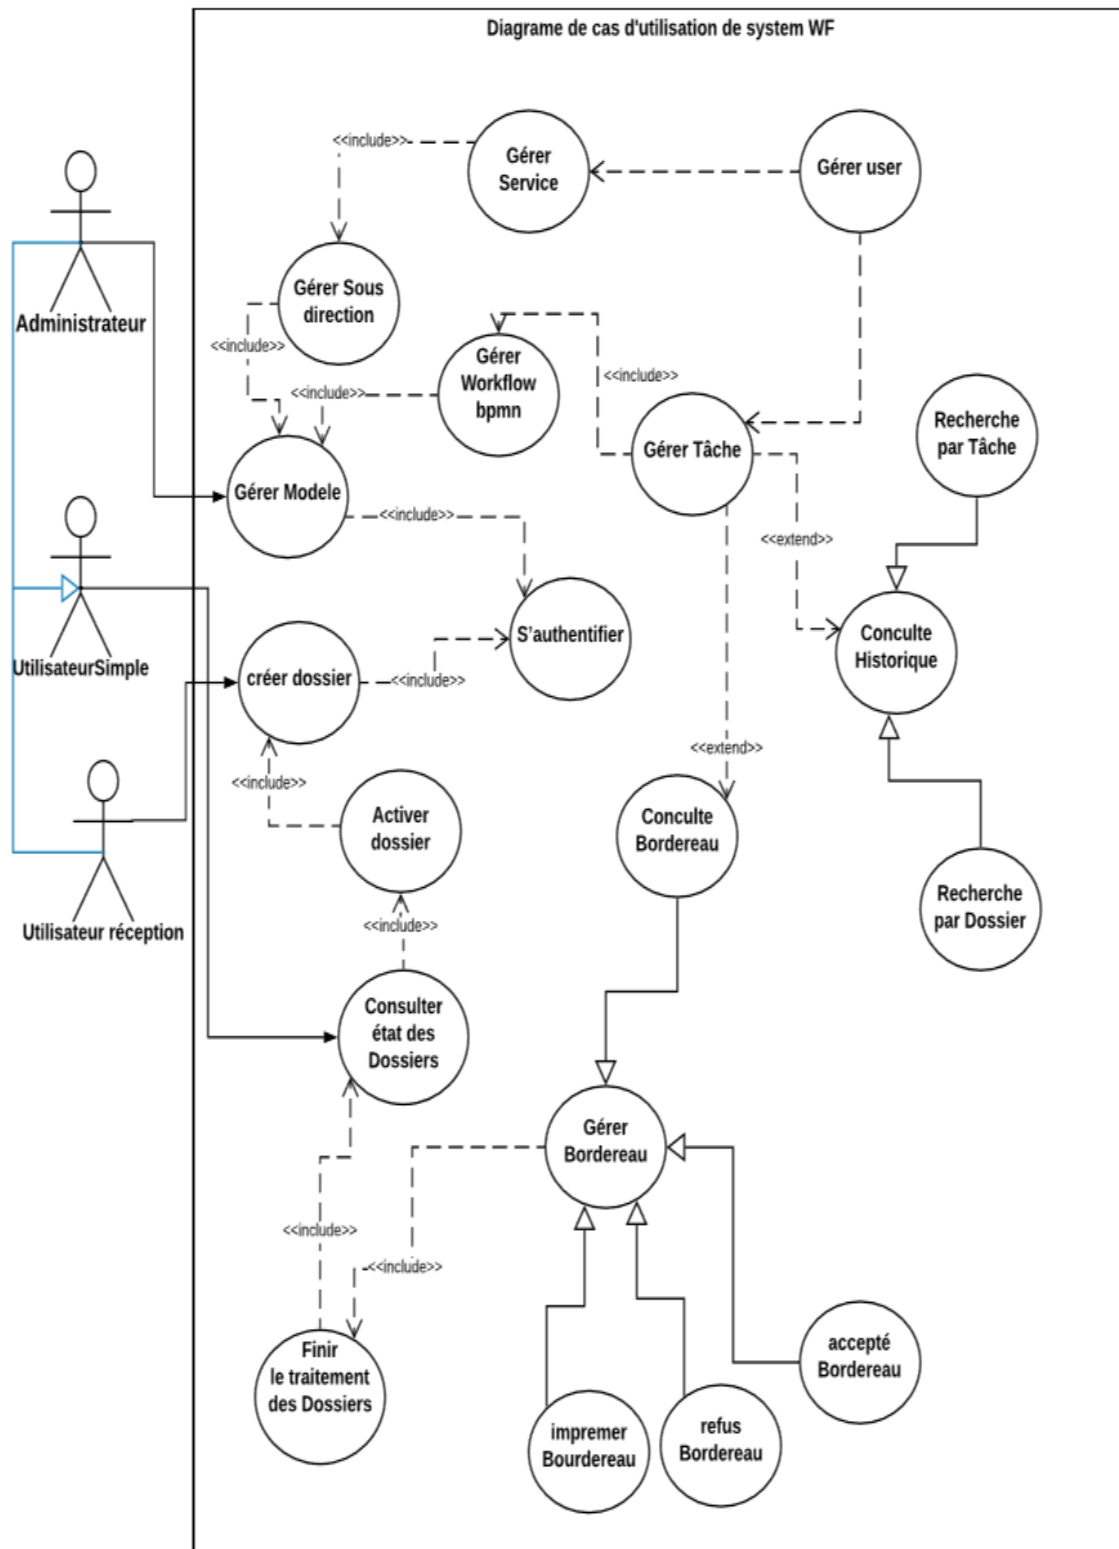 Diagrame de cas d'utilisation de system WF
<<include>>
Gérer
Service
Gérer user
Administrateur
Gérer Sous
direction
<<include>>
<<include>>
Gérer
Workflow
bpmn
<<include>>
Gérer Tâche
Recherche
par Tâche
Gérer Modele
<<include>>
<<extend>>
UtilisateurSimple
créer dossier
<<include>>
S'authentifier
Conculte
Historique
<<include>>
<<extend>>
Activer
dossier
Conculte
Bordereau
Recherche
par Dossier
Utilisateur réception
<<include>>
Consulter
état des
Dossiers
Gérer
Bordereau
<<include>>
<<include>>
Finir
le traitement
des Dossiers
accepté
Bordereau
impremer
Bourdereau
refus
Bordereau